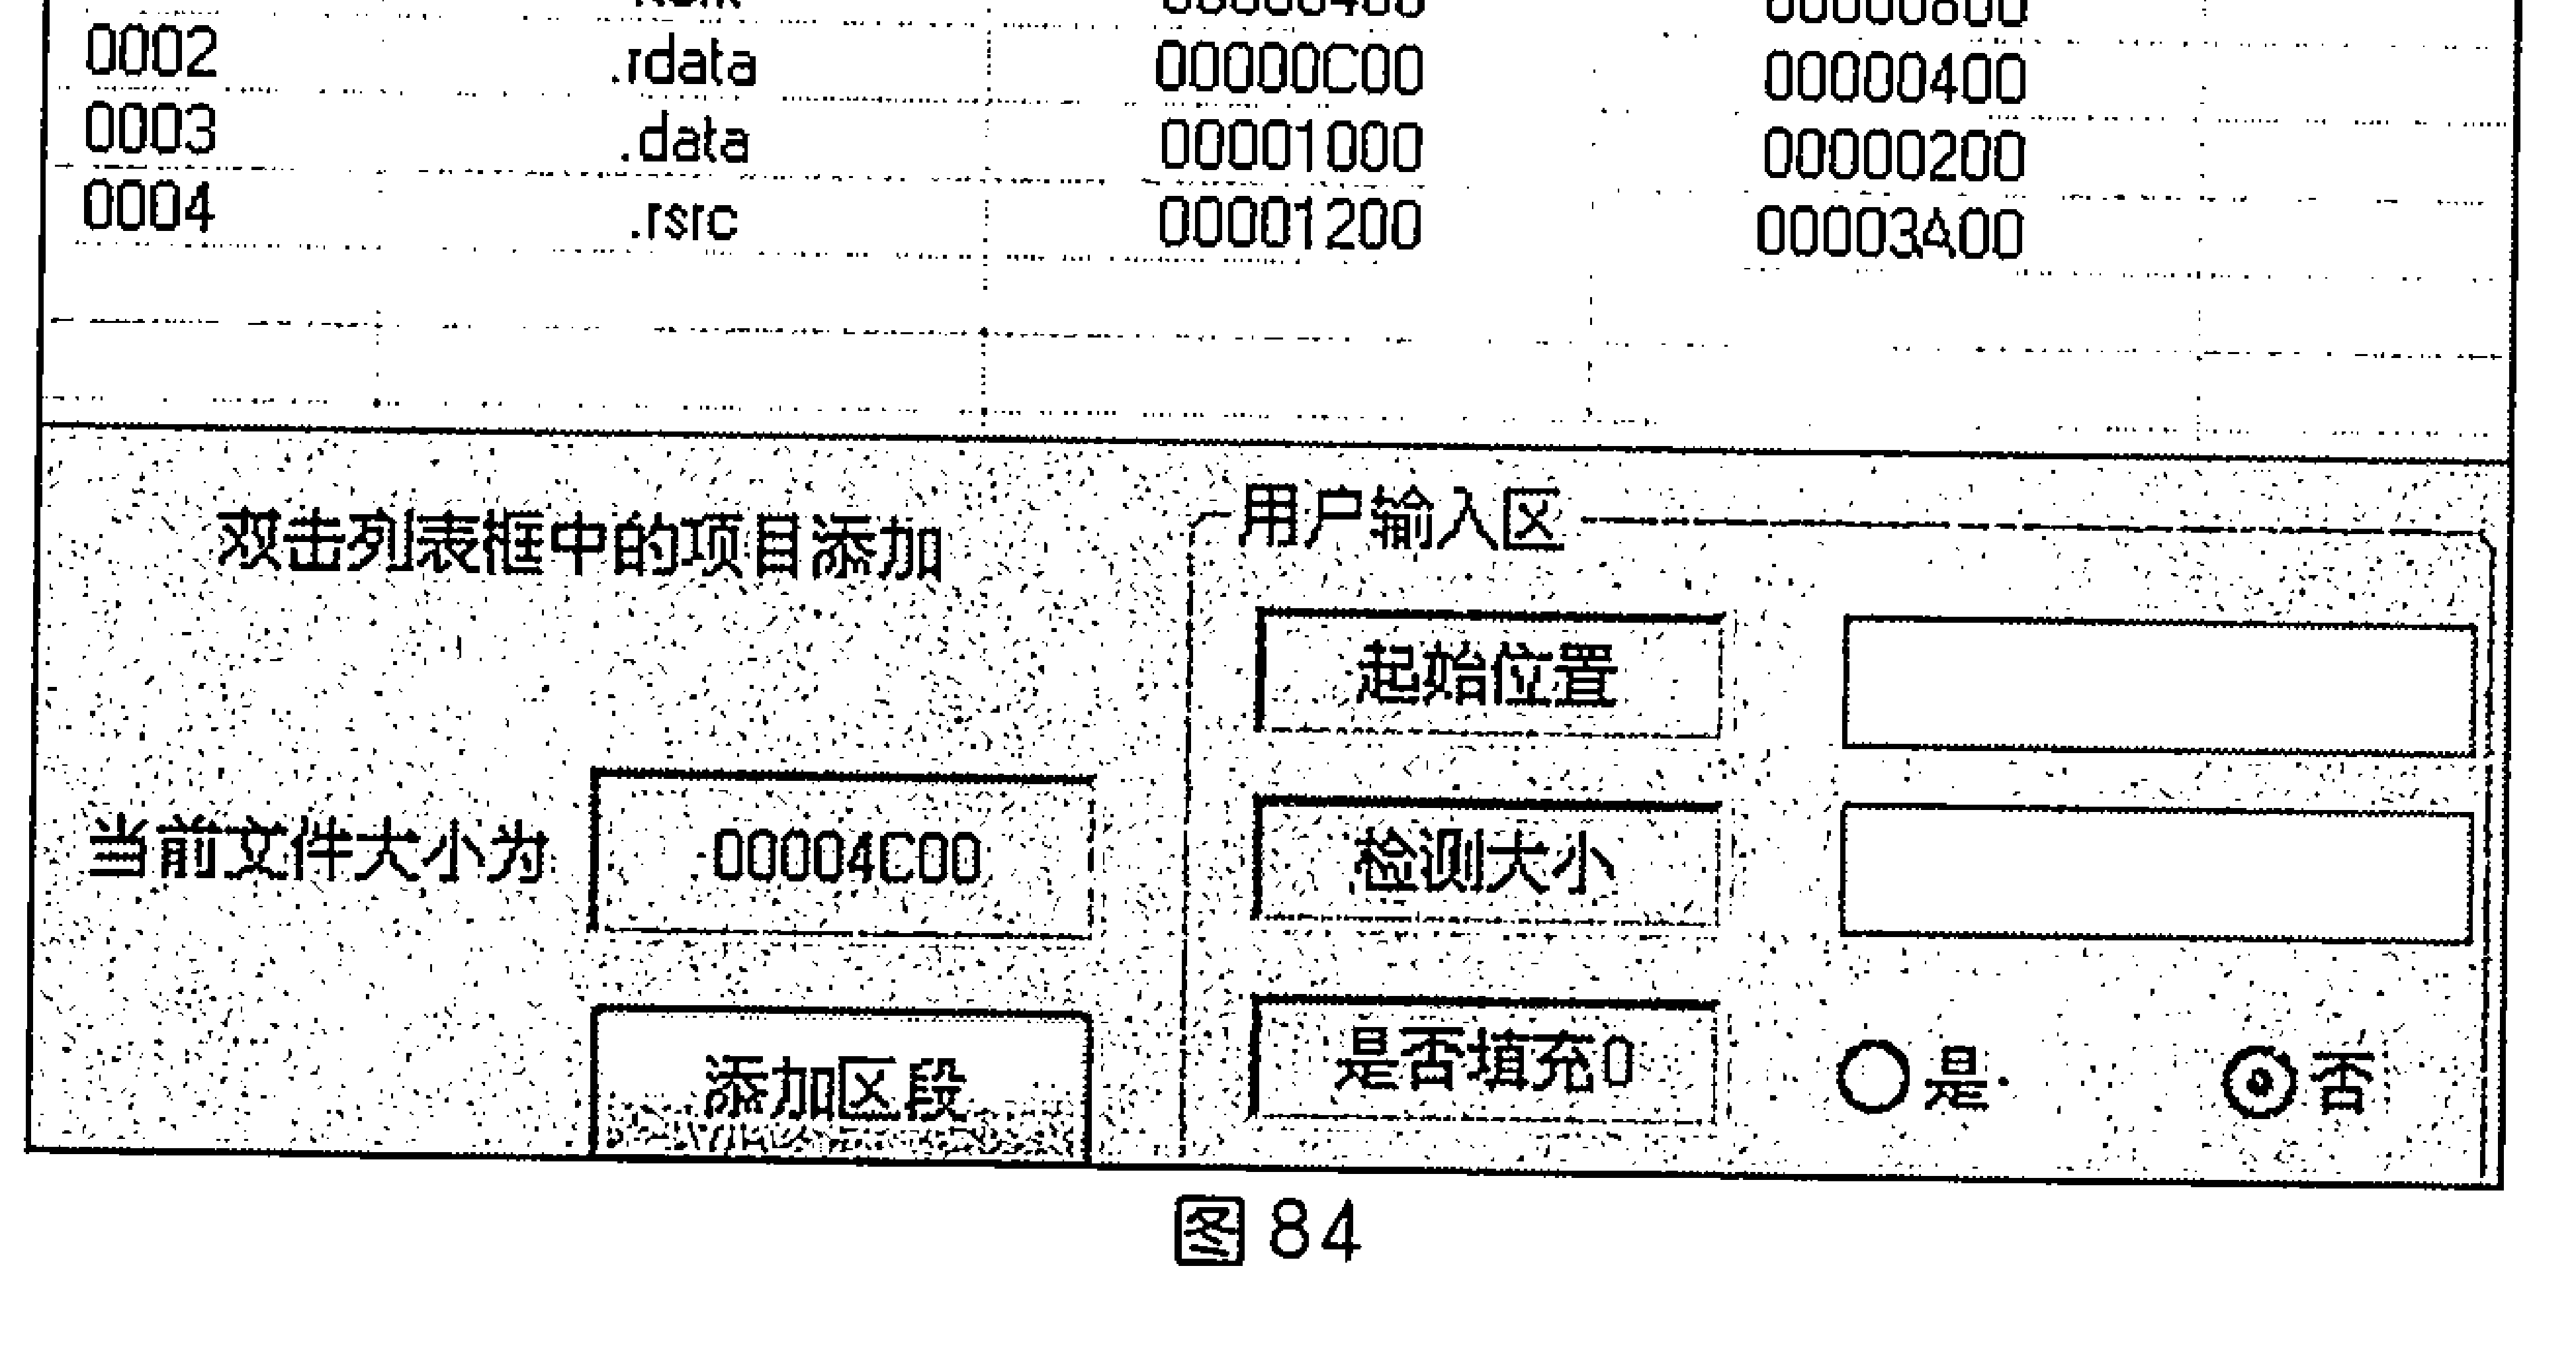 0002 .rdata 00000C00 00000400
0003 .data 00001000 00000200
0004 .rsrc 00001200 00003A00
双击列表框中的项目添加
用户输入区
起始位置
当前文件大小为 00004C00
检测大小
添加区段
是否填充0 是 否
图84